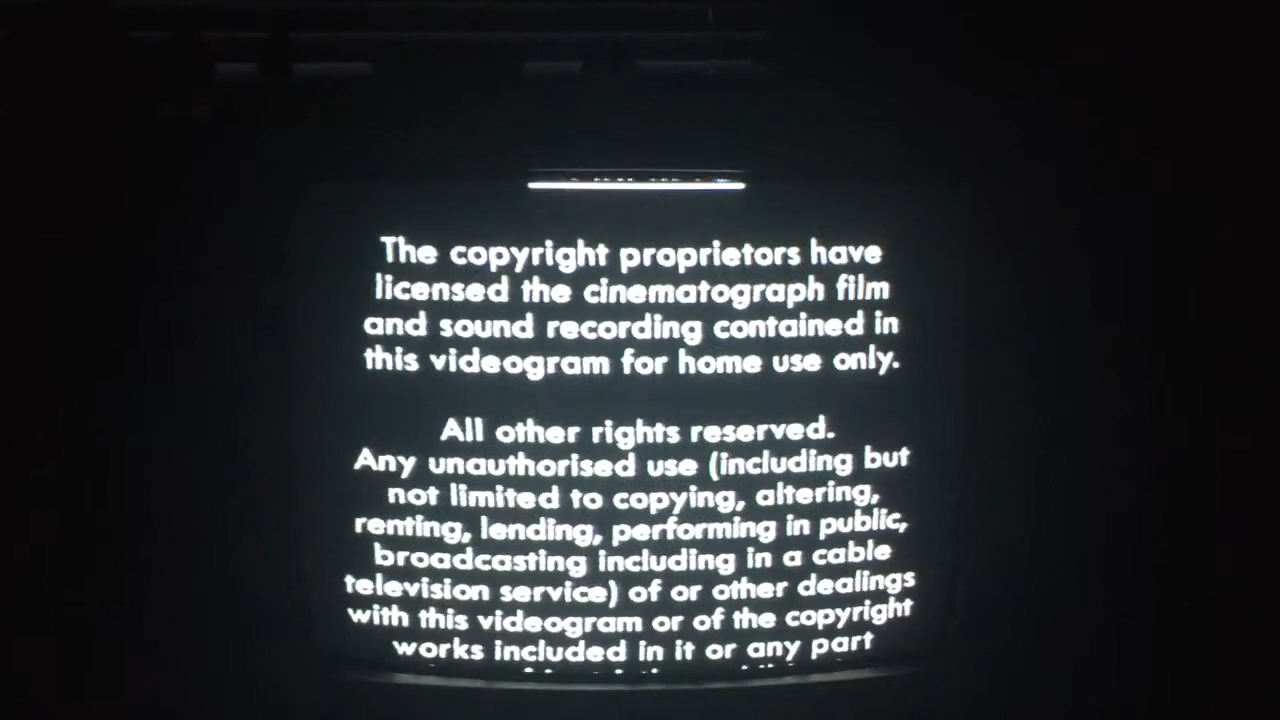 The copyright proprietors have
licensed the cinematograph film
and sound recording contained in
this videogram for home use only.
All other rights reserved.
Any unauthorised use (including but
not limited to copying, altering,
renting, lending, performing in public,
broadcasting including in a cable
television service) of or other dealings
with this videogram or of the copyright
works included in it or any part